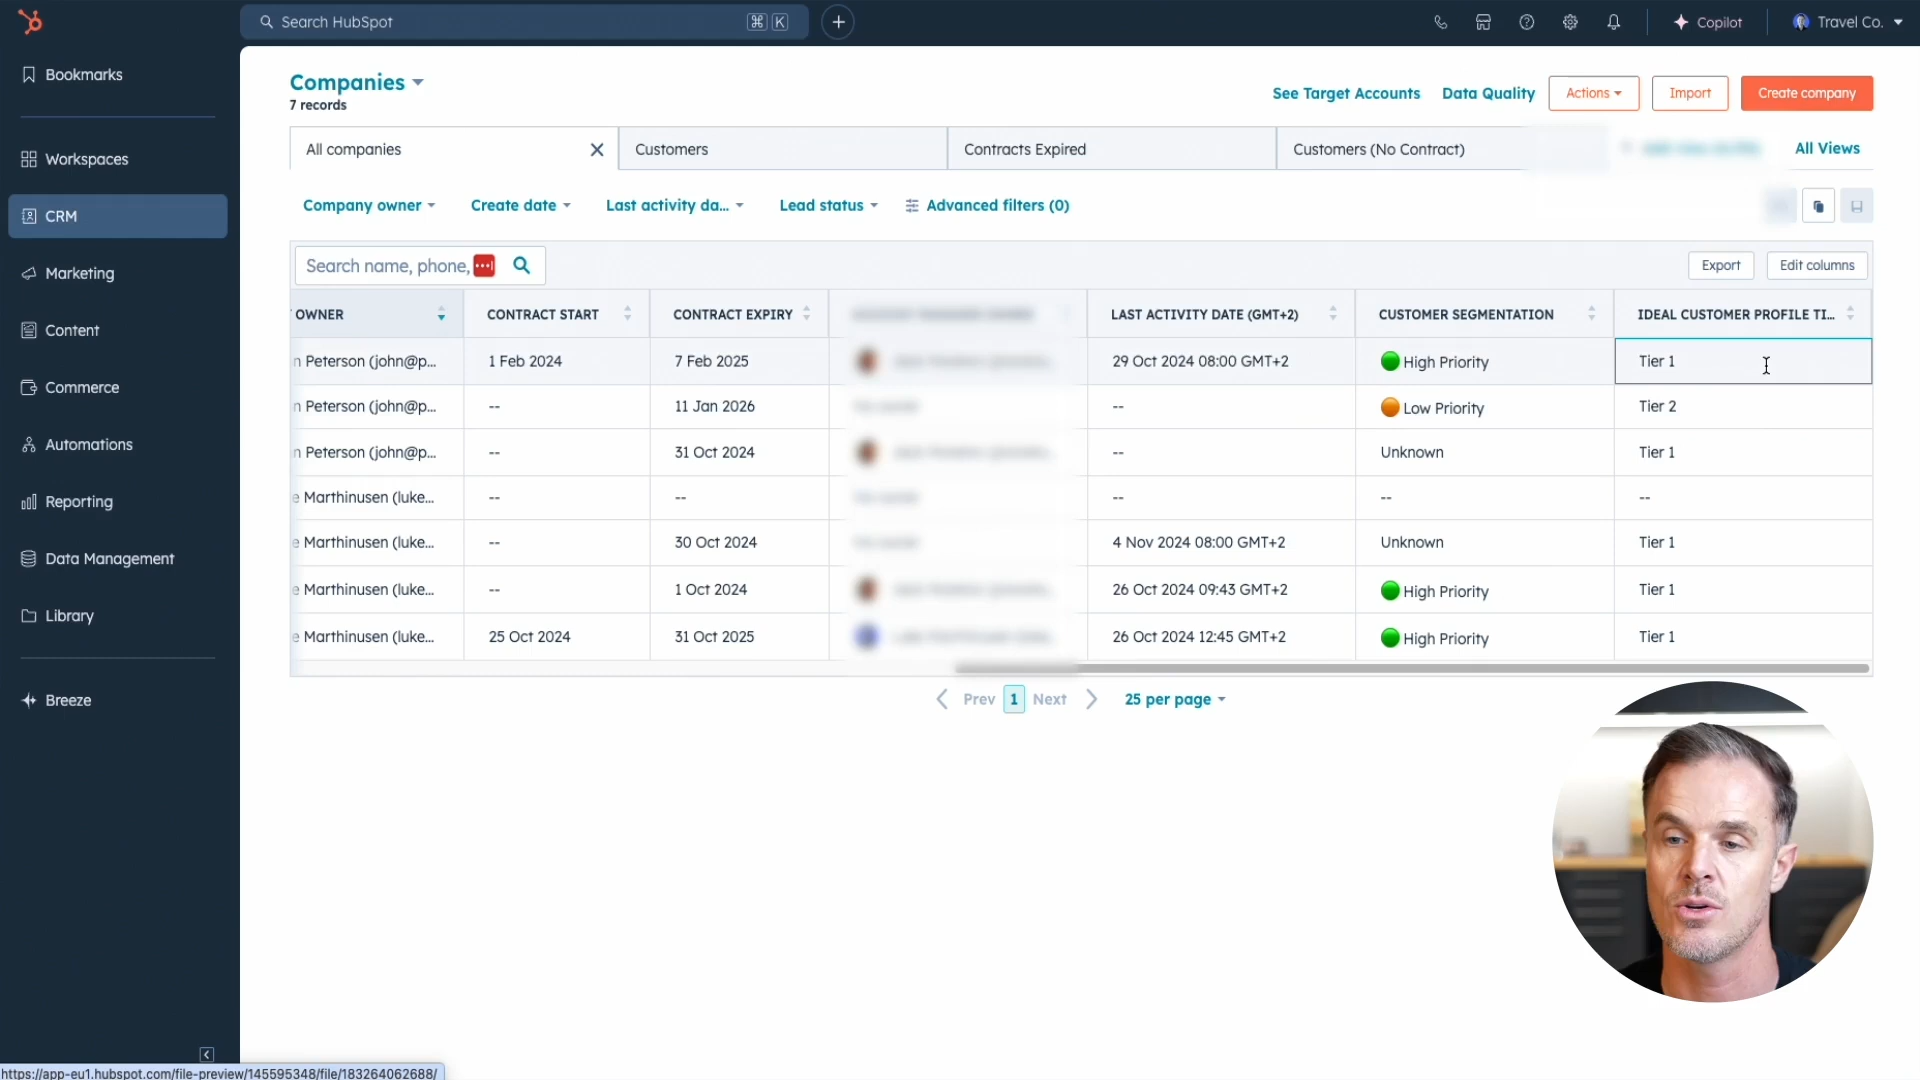 Search HubSpot
⌘ K
Copilot
Travel Co.
Bookmarks
Workspaces
CRM
Marketing
Content
Commerce
Automations
Reporting
Data Management
Library
Breeze
Companies
7 records
See Target Accounts
Data Quality
Actions
Import
Create company
All companies
Customers
Contracts Expired
Customers (No Contract)
All Views
Company owner
Create date
Last activity da...
Lead status
Advanced filters (0)
Search name, phone,
Export
Edit columns
OWNER CONTRACT START CONTRACT EXPIRY LAST ACTIVITY DATE (GMT+2) CUSTOMER SEGMENTATION IDEAL CUSTOMER PROFILE TI...
n Peterson (john@p... 1 Feb 2024 7 Feb 2025 29 Oct 2024 08:00 GMT+2 High Priority Tier 1
n Peterson (john@p... -- 11 Jan 2026 -- Low Priority Tier 2
n Peterson (john@p... -- 31 Oct 2024 -- Unknown Tier 1
e Marthinusen (luke... -- -- -- -- --
e Marthinusen (luke... -- 30 Oct 2024 4 Nov 2024 08:00 GMT+2 Unknown Tier 1
e Marthinusen (luke... -- 1 Oct 2024 26 Oct 2024 09:43 GMT+2 High Priority Tier 1
e Marthinusen (luke... 25 Oct 2024 31 Oct 2025 26 Oct 2024 12:45 GMT+2 High Priority Tier 1
Prev 1 Next 25 per page
https://app-eu1.hubspot.com/file-preview/145595348/file/183264062688/